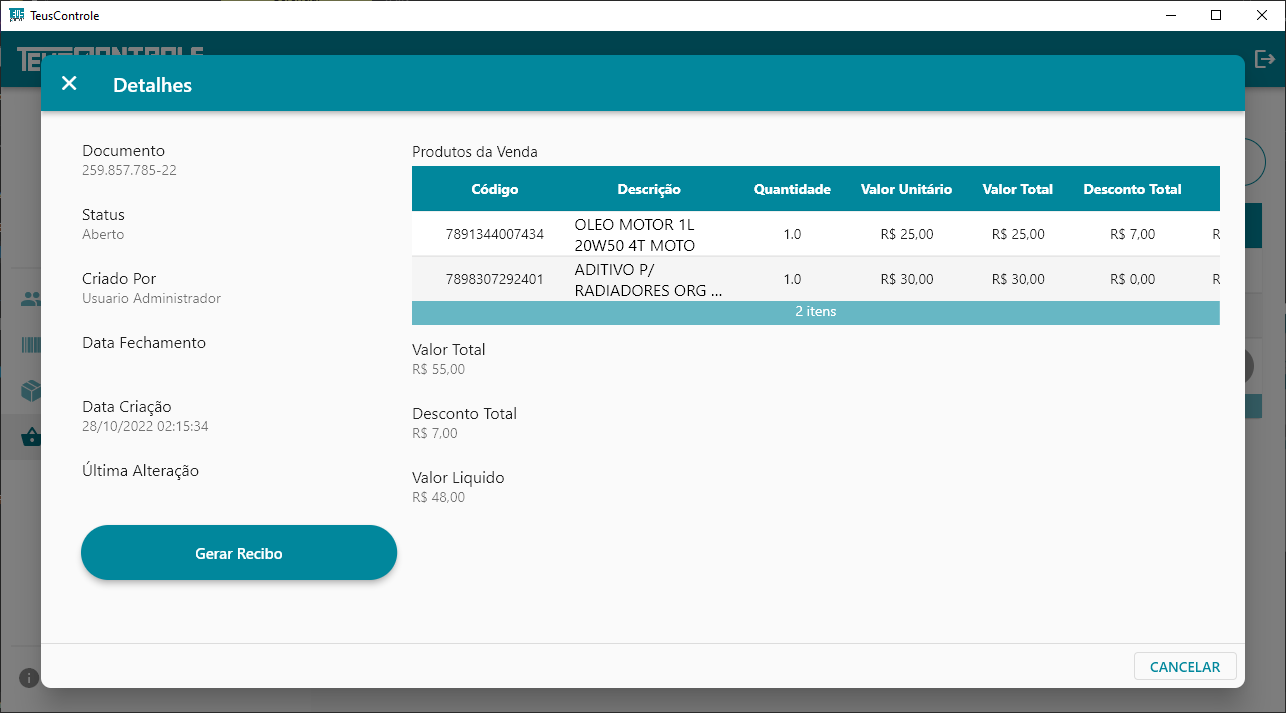 TeusControle
Detalhes
Documento
259.857.785-22
Status
Aberto
Criado Por
Usuario Administrador
Data Fechamento
Data Criação
28/10/2022 02:15:34
Última Alteração
Gerar Recibo
Produtos da Venda
Código Descrição Quantidade Valor Unitário Valor Total Desconto Total
7891344007434 OLEO MOTOR 1L 20W50 4T MOTO 1.0 R$ 25,00 R$ 25,00 R$ 7,00 R
7898307292401 ADITIVO P/ RADIADORES ORG ... 1.0 R$ 30,00 R$ 30,00 R$ 0,00 R
2 itens
Valor Total
R$ 55,00
Desconto Total
R$ 7,00
Valor Liquido
R$ 48,00
CANCELAR